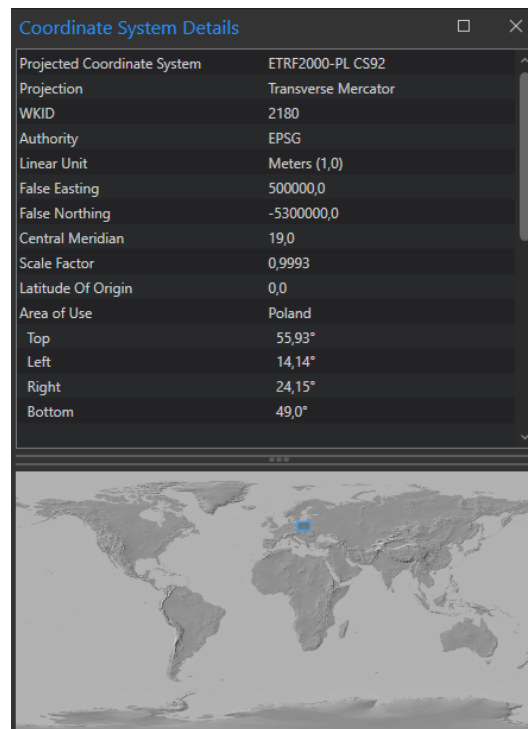 Coordinate System Details
Projected Coordinate System ETRF2000-PL CS92
Projection Transverse Mercator
WKID 2180
Authority EPSG
Linear Unit Meters (1,0)
False Easting 500000,0
False Northing -5300000,0
Central Meridian 19,0
Scale Factor 0,9993
Latitude Of Origin 0,0
Area of Use Poland
Top 55,93°
Left 14,14°
Right 24,15°
Bottom 49,0°